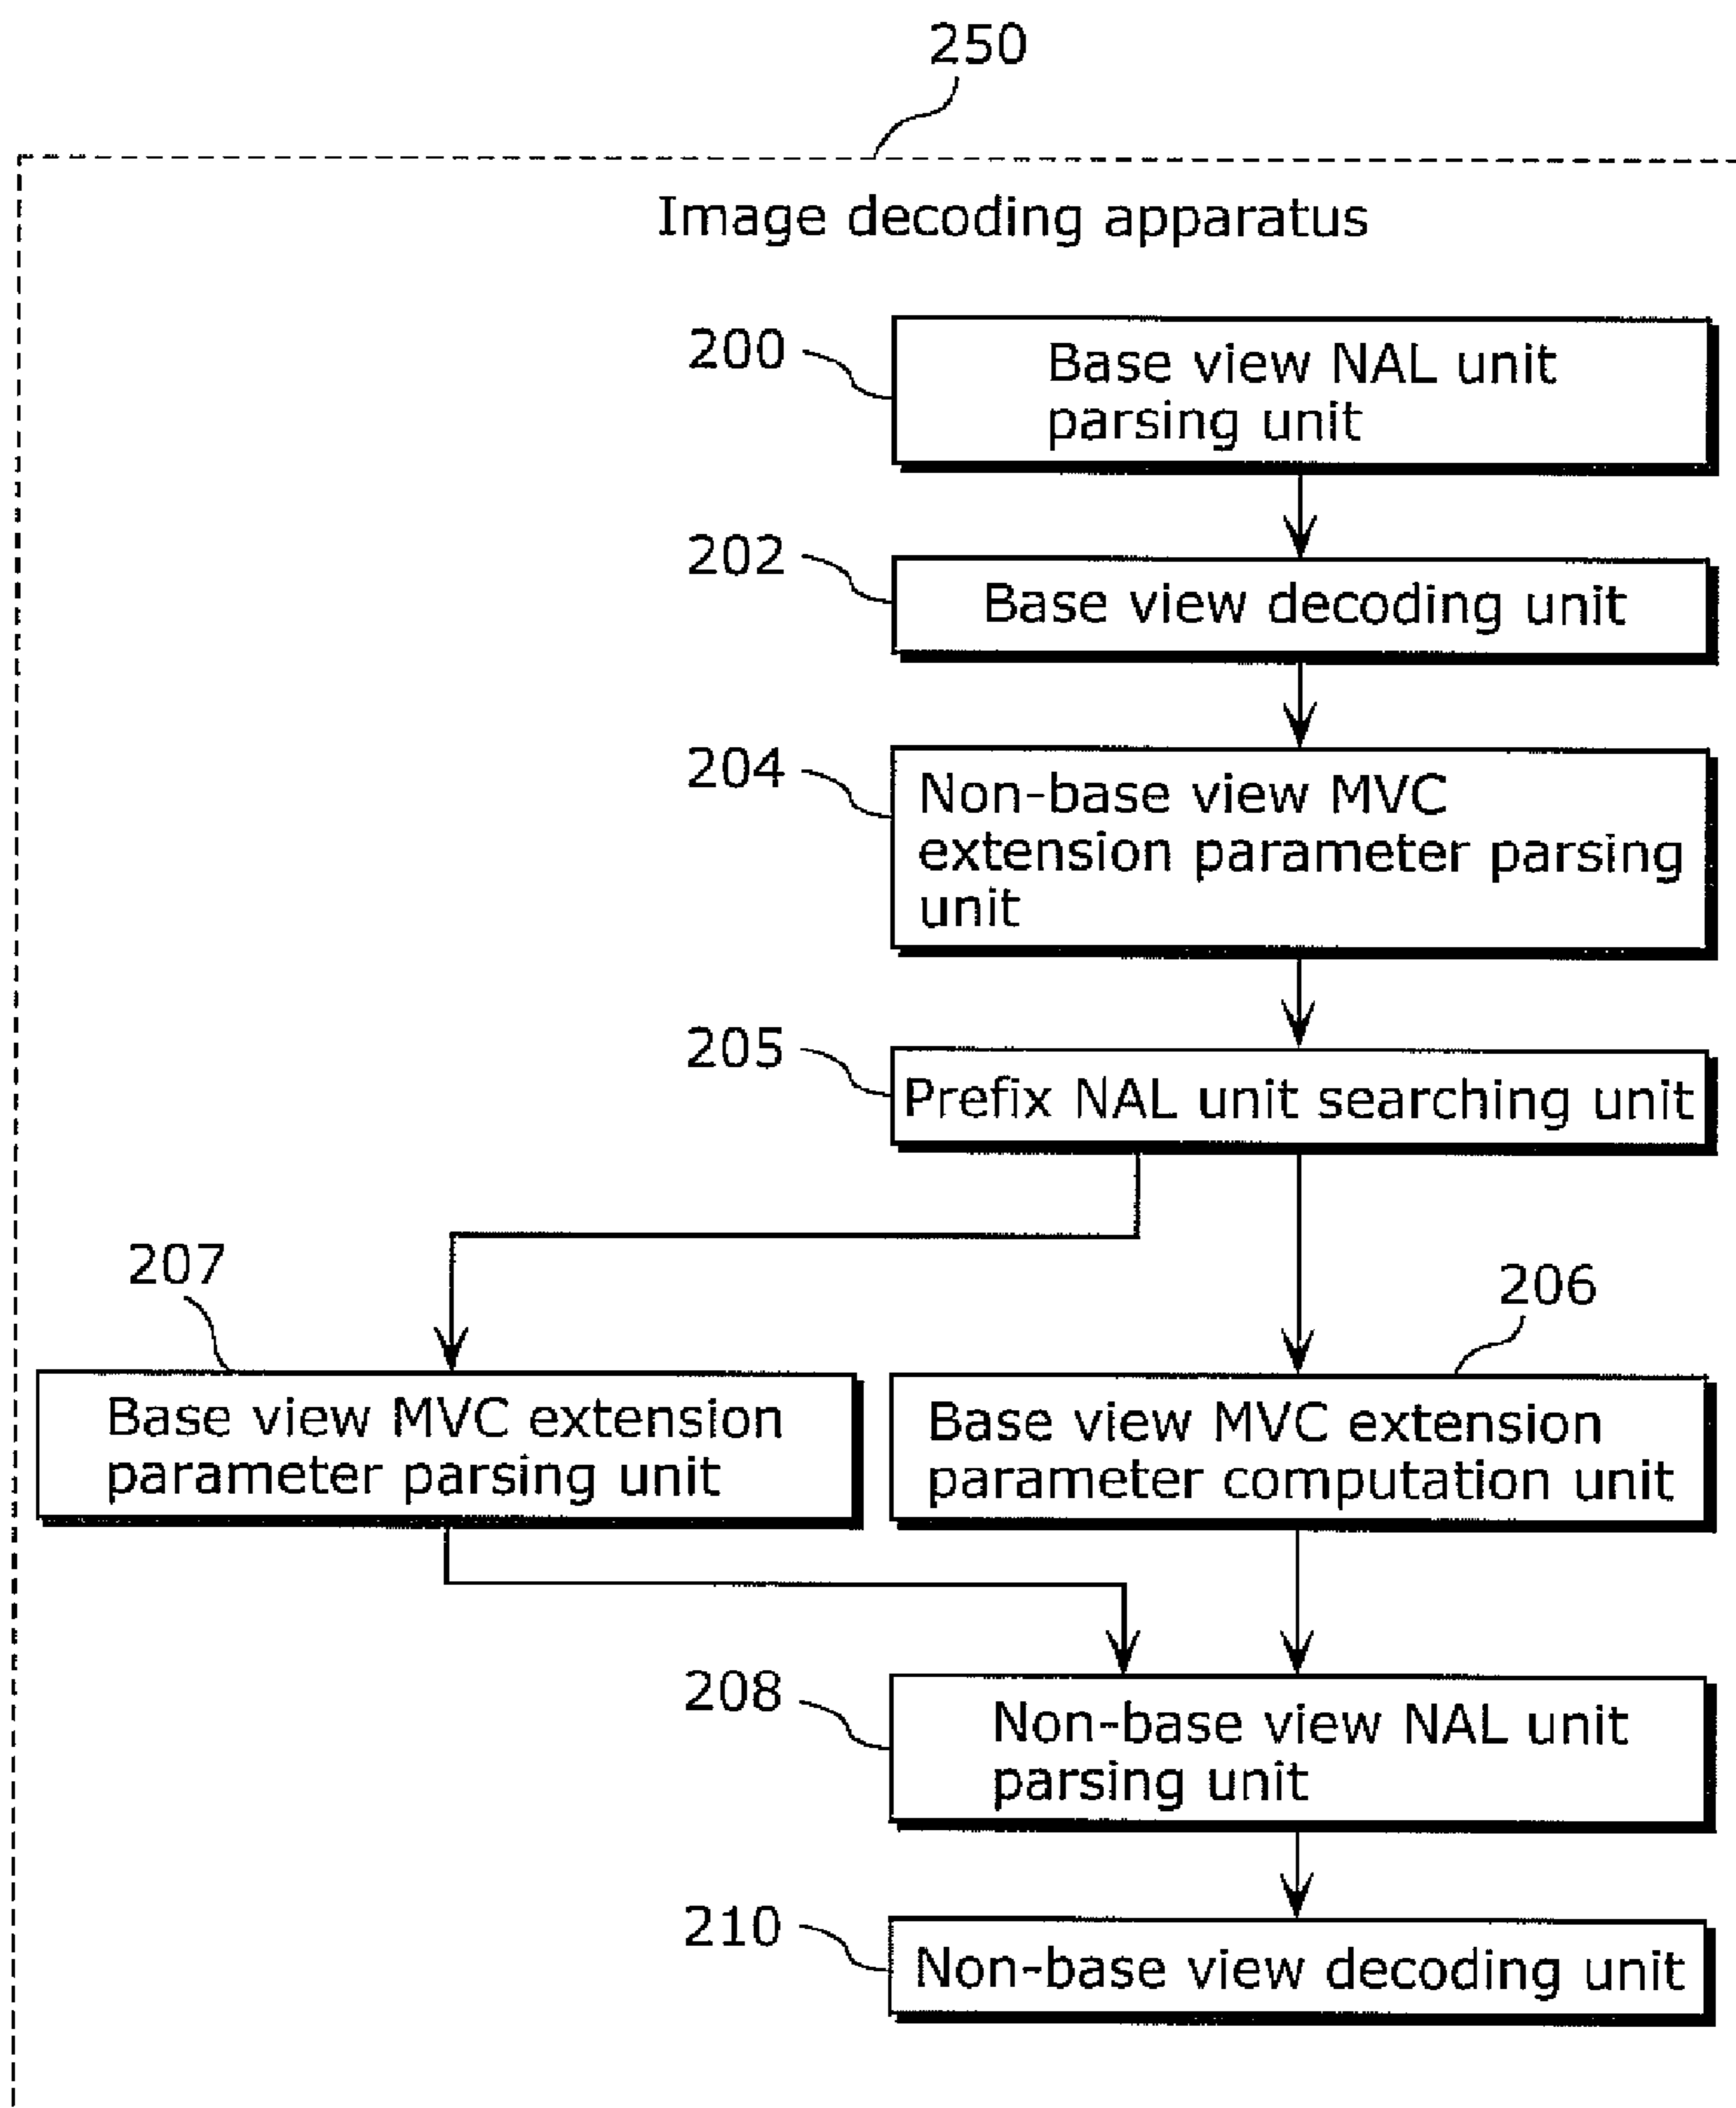 250
Image decoding apparatus
200
Base view NAL unit
parsing unit
202
Base view decoding unit
204
Non-base view MVC
extension parameter parsing
unit
205
Prefix NAL unit searching unit
207
206
Base view MVC extension
parameter parsing unit
Base view MVC extension
parameter computation unit
208
Non-base view NAL unit
parsing unit
210
Non-base view decoding unit